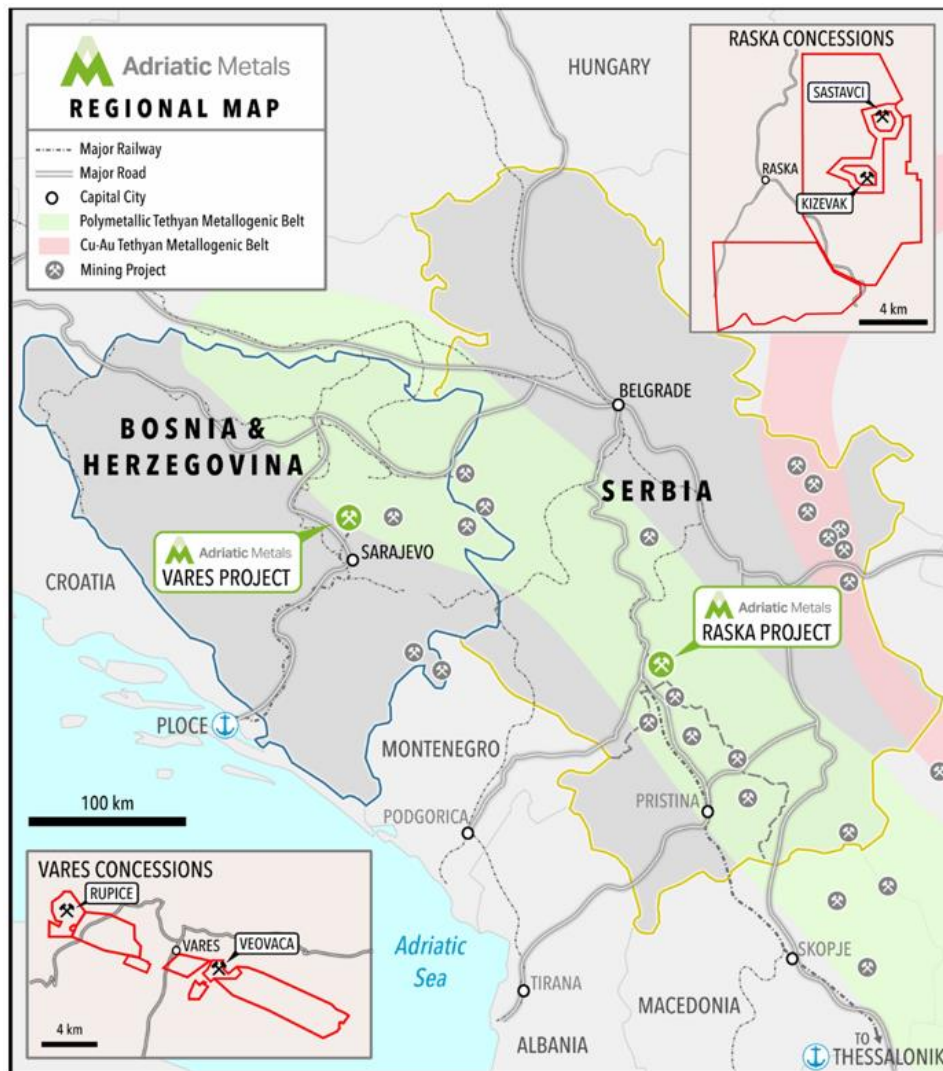 Adriatic Metals
REGIONAL MAP
Major Railway
Major Road
Capital City
Polymetallic Tethyan Metallogenic Belt
Cu-Au Tethyan Metallogenic Belt
Mining Project
HUNGARY
RASKA CONCESSIONS
SASTAVCI
RASKA
KIZEVAK
4 km
BELGRADE
BOSNIA &
HERZEGOVINA
SERBIA
Adriatic Metals
VARES PROJECT
SARAJEVO
CROATIA
Adriatic Metals
RASKA PROJECT
PLOCE
MONTENEGRO
100 km
PODGORICA
PRISTINA
VARES CONCESSIONS
RUPICE
VARES
VEOVACA
4 km
Adriatic
Sea
SKOPJE
TIRANA
MACEDONIA
ALBANIA
TO
THESSALONIK